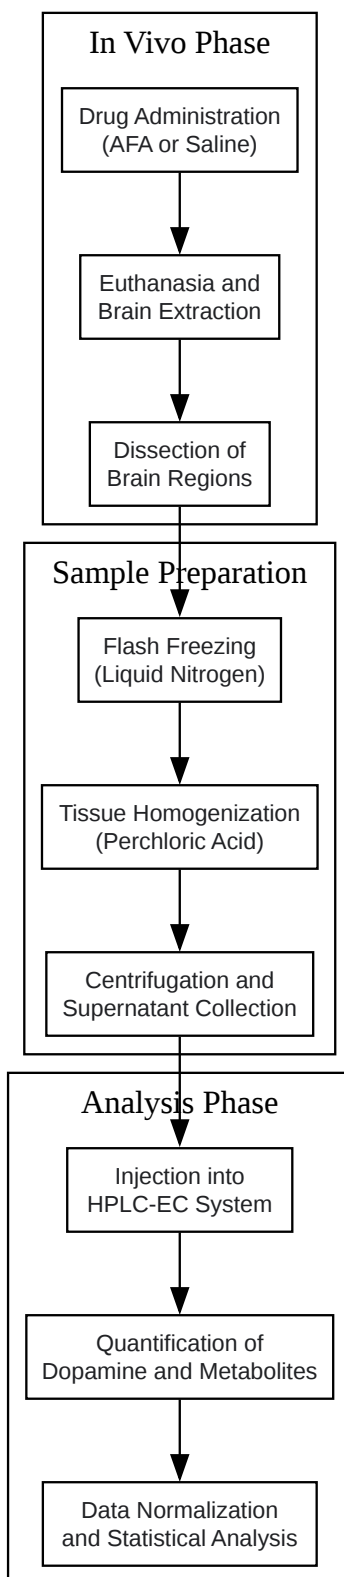 In Vivo Phase
Drug Administration
(AFA or Saline)
Euthanasia and
Brain Extraction
Dissection of
Brain Regions
Sample Preparation
Flash Freezing
(Liquid Nitrogen)
Tissue Homogenization
(Perchloric Acid)
Centrifugation and
Supernatant Collection
Analysis Phase
Injection into
HPLC-EC System
Quantification of
Dopamine and Metabolites
Data Normalization
and Statistical Analysis